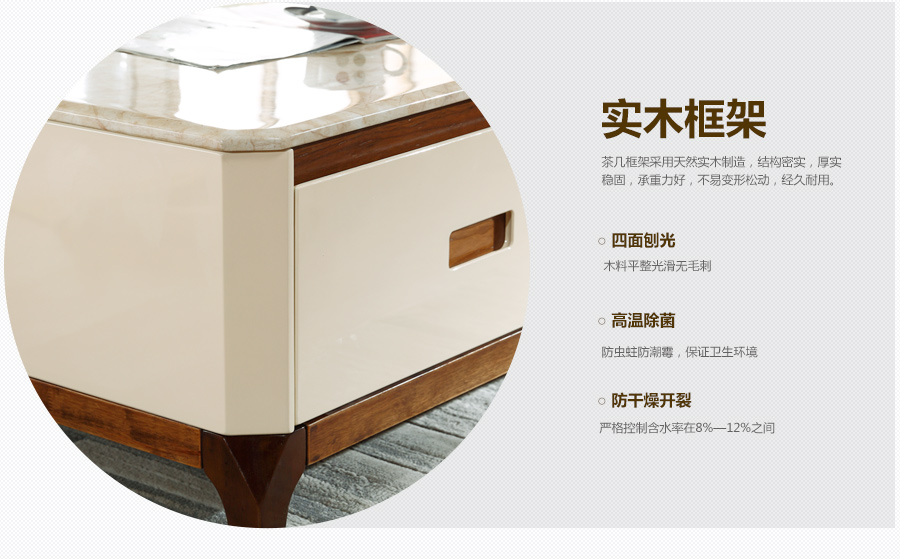 实木框架
茶几框架采用天然实木制造，结构密实，厚实
稳固，承重力好，不易变形松动，经久耐用。
四面刨光
木料平整光滑无毛刺
高温除菌
防虫蛀防潮霉，保证卫生环境
防干燥开裂
严格控制含水率在8%—12%之间